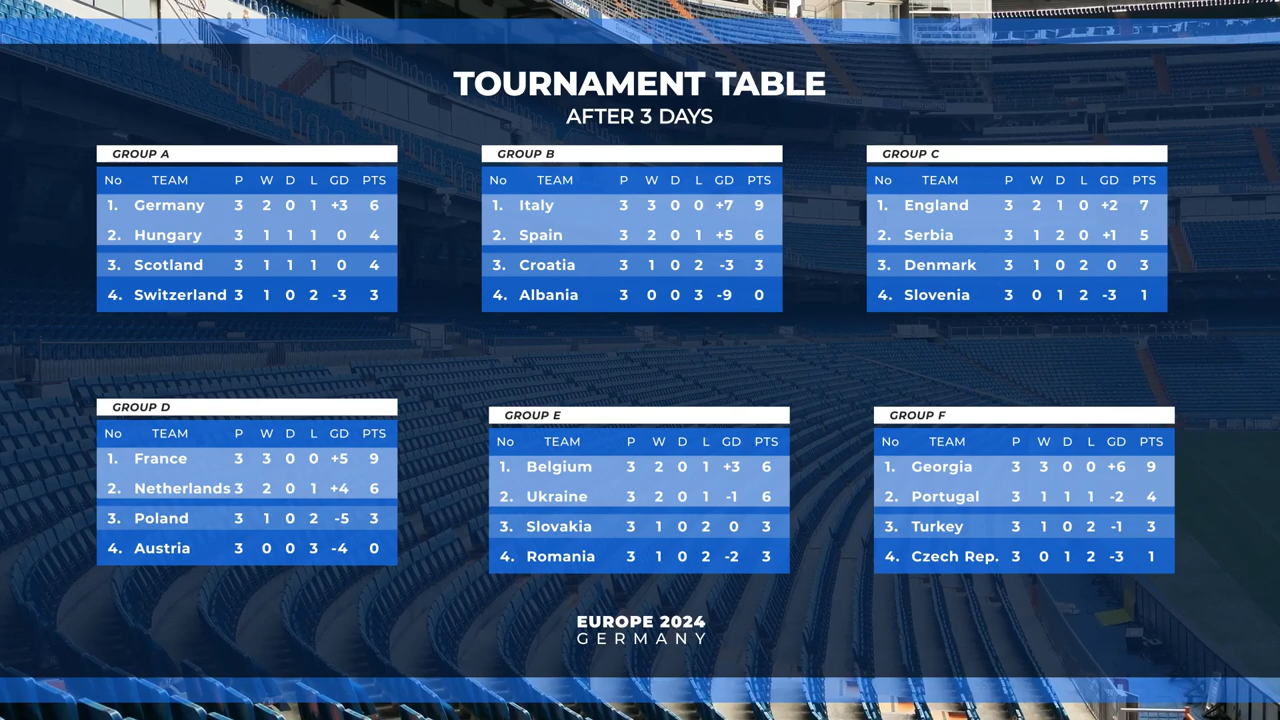 TOURNAMENT TABLE
AFTER 3 DAYS
GROUP A
No TEAM P W D L GD PTS
1. Germany 3 2 0 1 +3 6
2. Hungary 3 1 1 1 0 4
3. Scotland 3 1 1 1 0 4
4. Switzerland 3 1 0 2 -3 3
GROUP B
No TEAM P W D L GD PTS
1. Italy 3 3 0 0 +7 9
2. Spain 3 2 0 1 +5 6
3. Croatia 3 1 0 2 -3 3
4. Albania 3 0 0 3 -9 0
GROUP C
No TEAM P W D L GD PTS
1. England 3 2 1 0 +2 7
2. Serbia 3 1 2 0 +1 5
3. Denmark 3 1 0 2 0 3
4. Slovenia 3 0 1 2 -3 1
GROUP D
No TEAM P W D L GD PTS
1. France 3 3 0 0 +5 9
2. Netherlands 3 2 0 1 +4 6
3. Poland 3 1 0 2 -5 3
4. Austria 3 0 0 3 -4 0
GROUP E
No TEAM P W D L GD PTS
1. Belgium 3 2 0 1 +3 6
2. Ukraine 3 2 0 1 -1 6
3. Slovakia 3 1 0 2 0 3
4. Romania 3 1 0 2 -2 3
GROUP F
No TEAM P W D L GD PTS
1. Georgia 3 3 0 0 +6 9
2. Portugal 3 1 1 1 -2 4
3. Turkey 3 1 0 2 -1 3
4. Czech Rep. 3 0 1 2 -3 1
EUROPE 2024
GERMANY